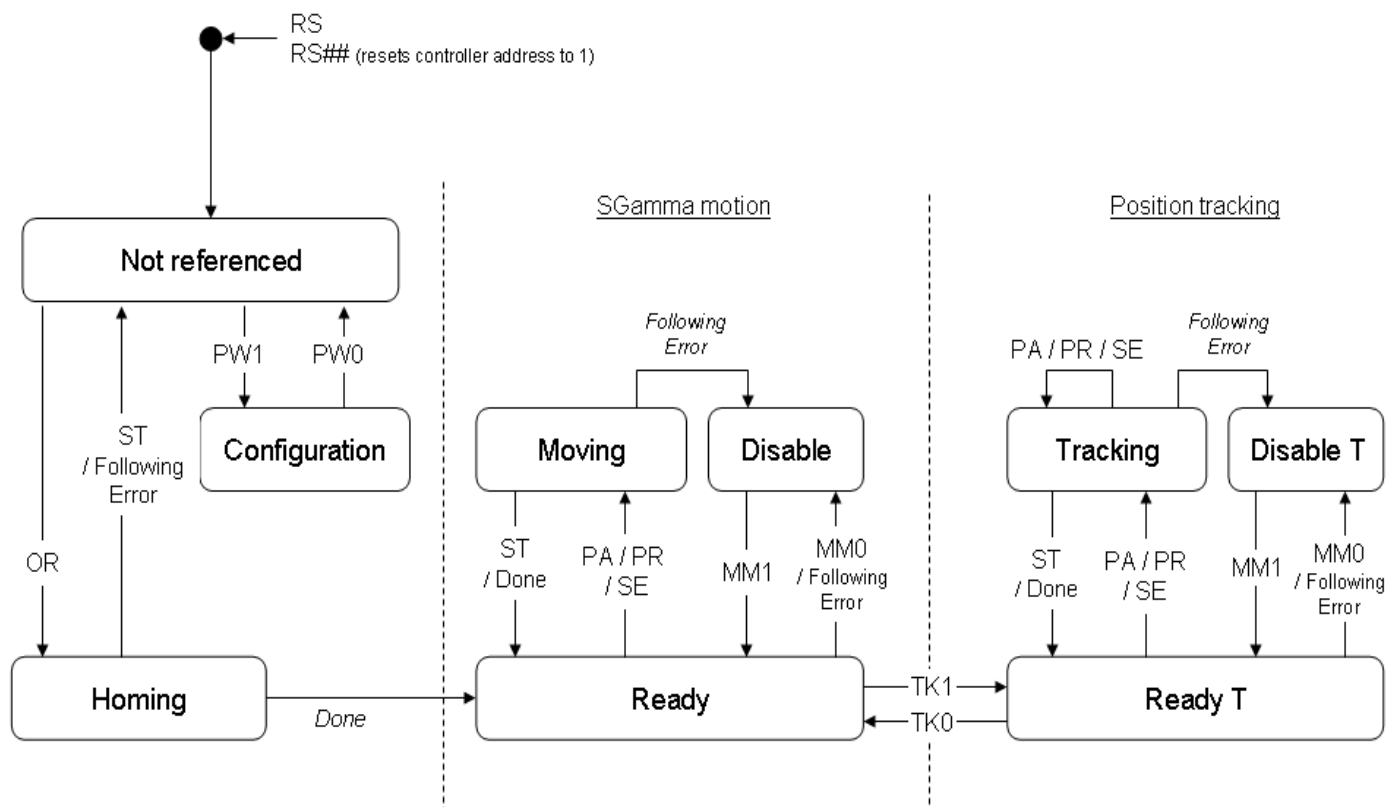 RS
RS## (resets controller address to 1)
SGamma motion
Position tracking
Not referenced
Following
Error
Following
Error
PW1
PW0
PA / PR / SE
ST
/ Following
Error
Configuration
Moving
Disable
Tracking
Disable T
OR
ST
/ Done
PA / PR
/ SE
MM1
MM0
/ Following
Error
ST
/ Done
PA / PR
/ SE
MM1
MM0
/ Following
Error
Homing
Done
Ready
TK1
TK0
Ready T